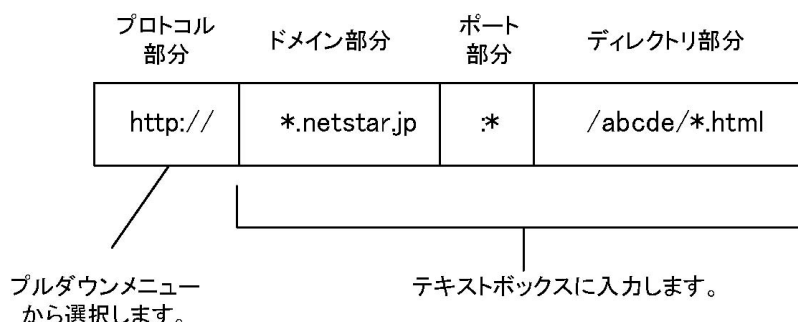 プロトコル
部分
ドメイン部分
ポート
部分
ディレクトリ部分
http://
*.netstar.jp
:*
/abcde/*.html
プルダウンメニュー
から選択します。
テキストボックスに入力します。